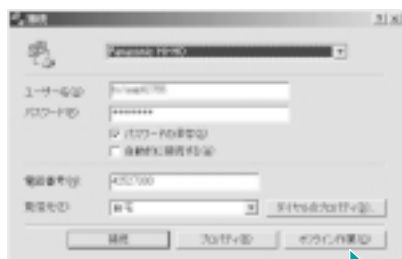 接続
Panasonic HI-HO
ユーザー名(U)
パスワード(P)
********
パスワードの保存(S)
自動的に接続する(A)
電話番号(N)
42927000
発信元(Z)
自宅
ダイヤルのプロパティ(D)...
接続
プロパティ(R)
オフライン作業(O)